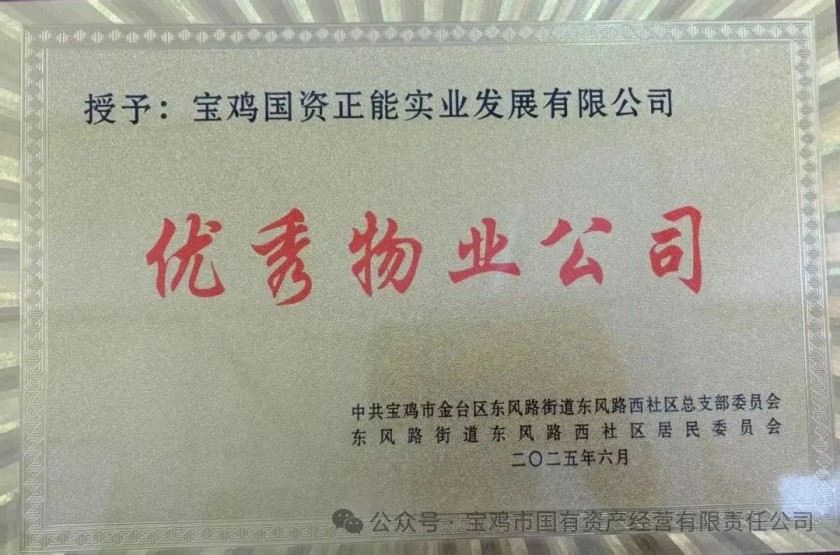 授予：宝鸡国资正能实业发展有限公司
优秀物业公司
中共宝鸡市金台区东风路街道东风路西社区总支部委员会
东风路街道东风路西社区居民委员会
二〇二五年六月
公众号·宝鸡市国有资产经营有限责任公司